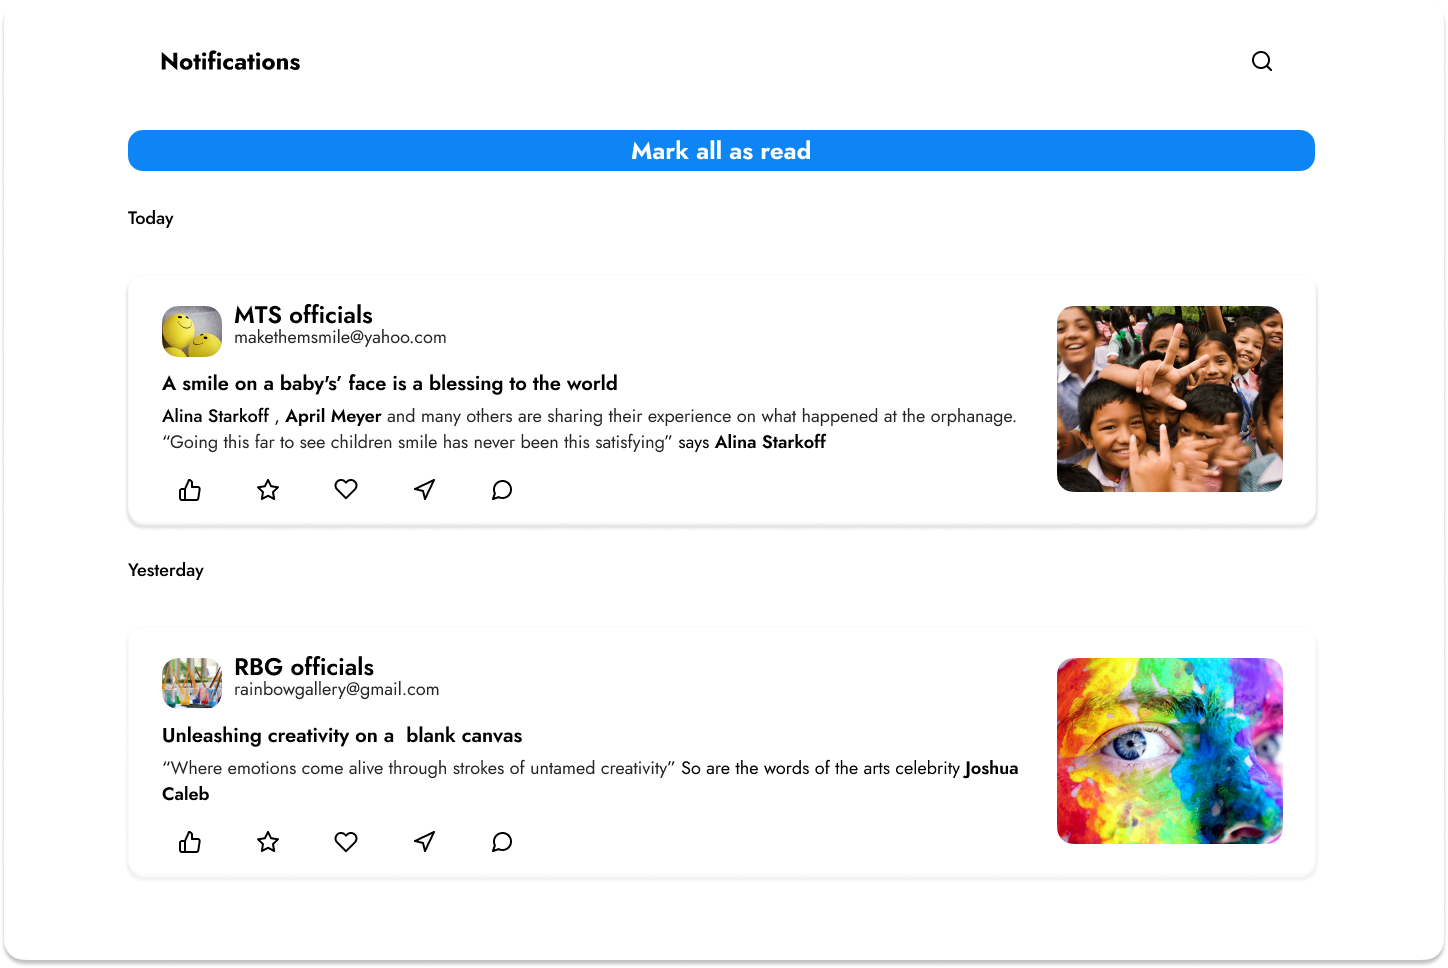 Notifications
Mark all as read
Today
MTS officials
makethemsmile@yahoo.com
A smile on a baby's’ face is a blessing to the world
Alina Starkoff , April Meyer and many others are sharing their experience on what happened at the orphanage.
“Going this far to see children smile has never been this satisfying” says Alina Starkoff
Yesterday
RBG officials
rainbowgallery@gmail.com
Unleashing creativity on a  blank canvas
“Where emotions come alive through strokes of untamed creativity” So are the words of the arts celebrity Joshua
Caleb